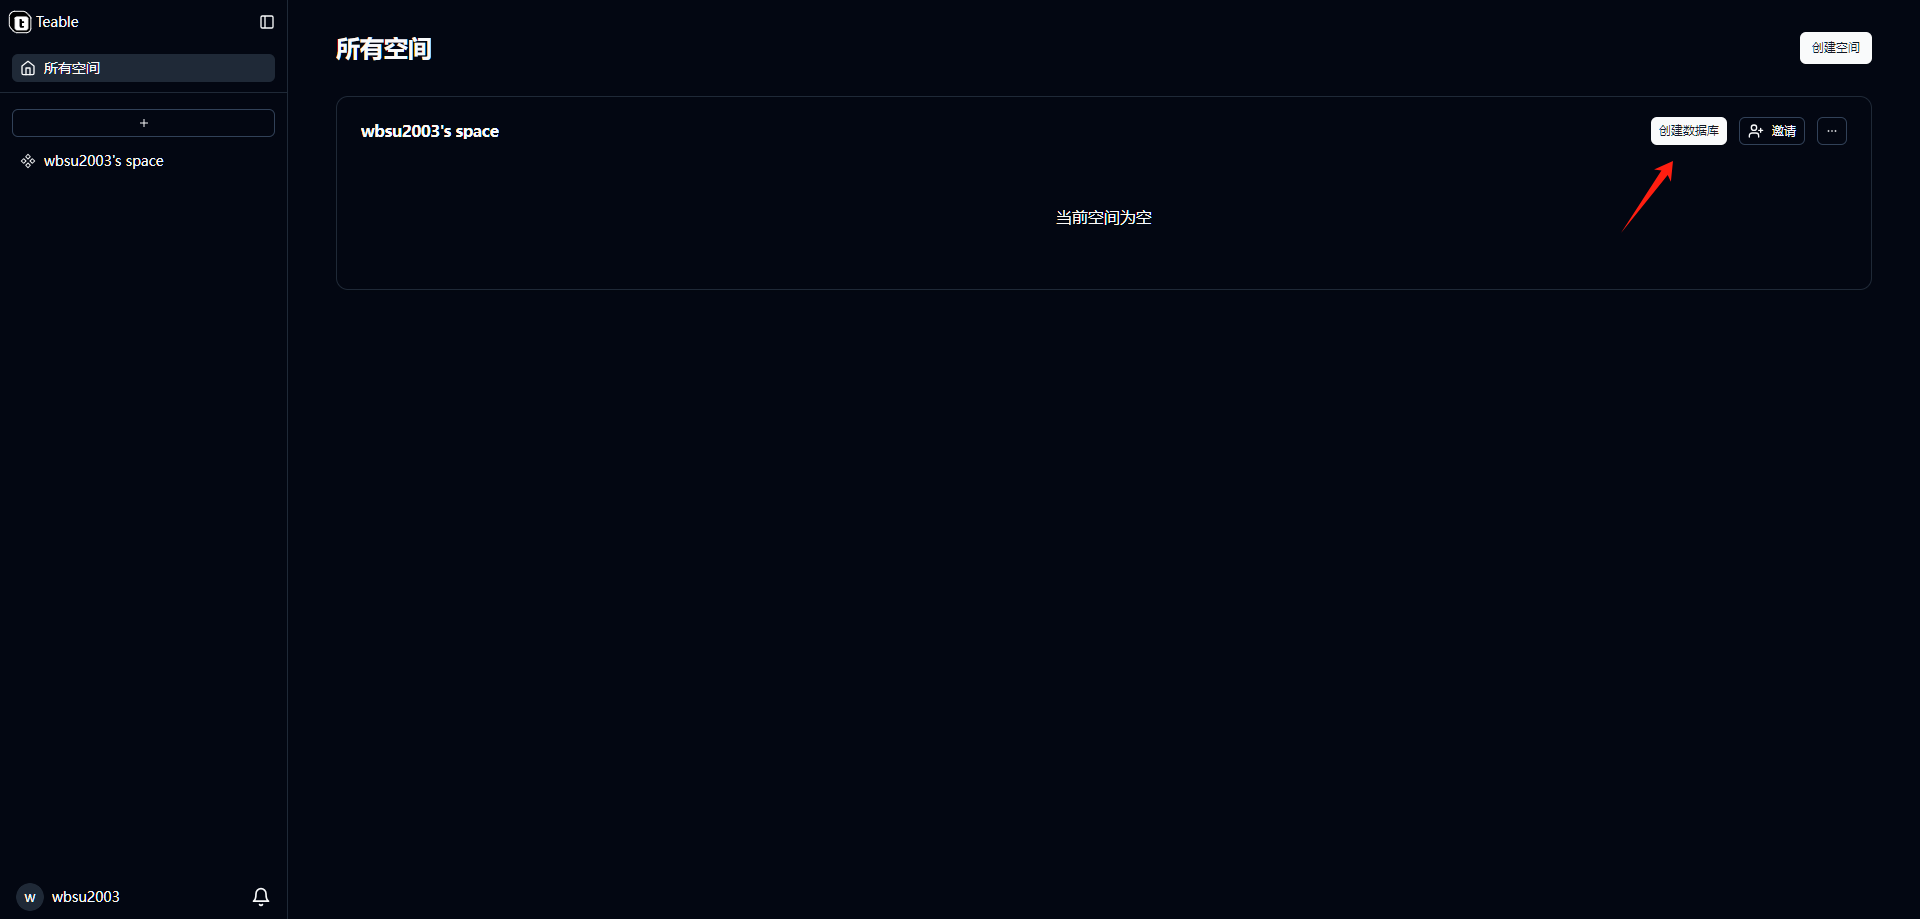 Teable
所有空间
+
wbsu2003's space
wbsu2003
所有空间
创建空间
wbsu2003's space
创建数据库
邀请
···
当前空间为空
w